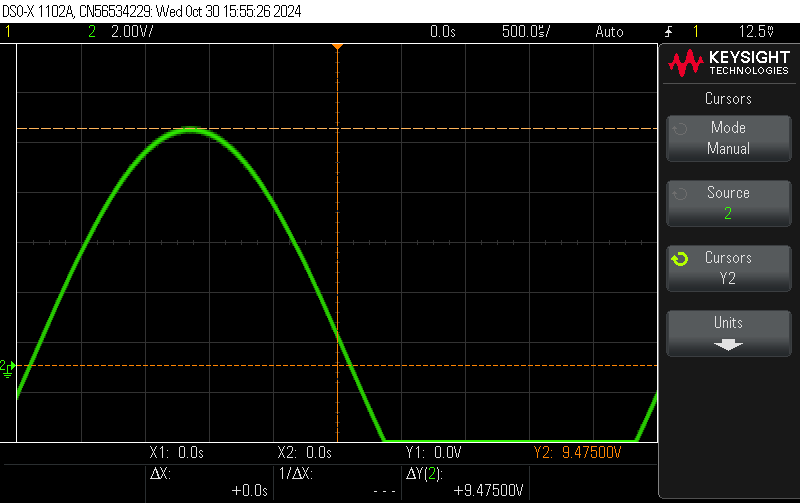 DSO-X 1102A, CN56534229: Wed Oct 30 15:55:26 2024
1 2 2.00V/ 0.0s 500.0㎲/ Auto 1 12.5㎷
KEYSIGHT
TECHNOLOGIES
Cursors
Mode
Manual
Source
2
Cursors
Y2
Units
2
X1: 0.0s X2: 0.0s Y1: 0.0V Y2: 9.47500V
ΔX: 1/ΔX: ΔY(2):
+0.0s --- +9.47500V